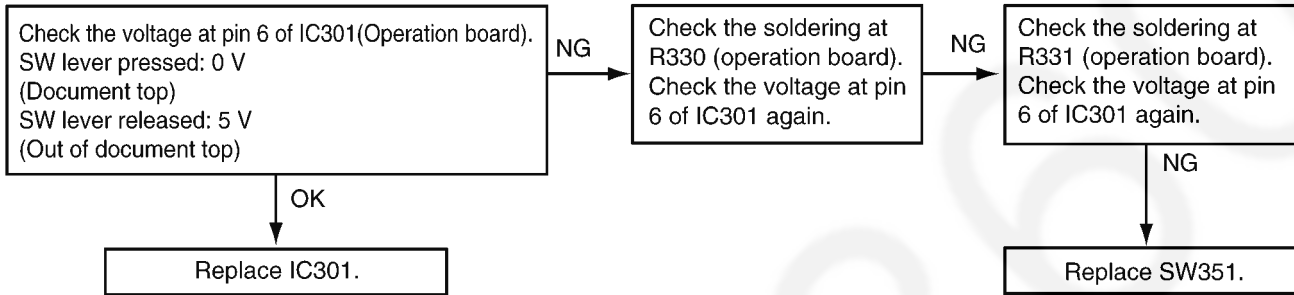 Check the voltage at pin 6 of IC301(Operation board).
SW lever pressed: 0 V
(Document top)
SW lever released: 5 V
(Out of document top)
NG
Check the soldering at
R330 (operation board).
Check the voltage at pin
6 of IC301 again.
NG
Check the soldering at
R331 (operation board).
Check the voltage at pin
6 of IC301 again.
OK
NG
Replace IC301.
Replace SW351.